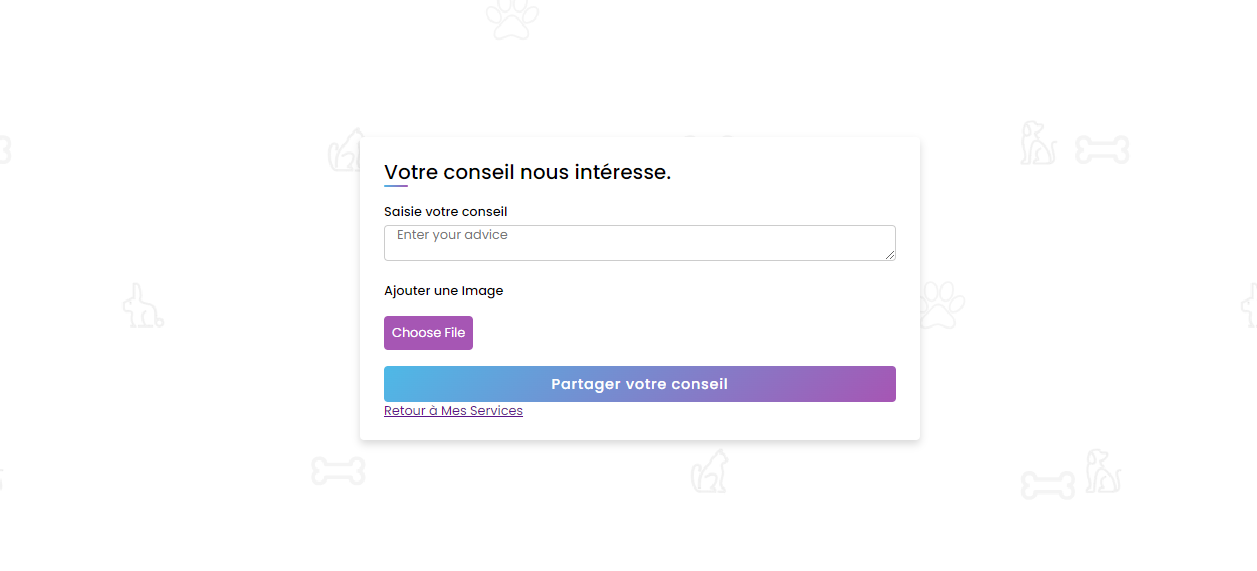 Votre conseil nous intéresse.
Saisie votre conseil
Enter your advice
Ajouter une Image
Choose File
Partager votre conseil
Retour à Mes Services